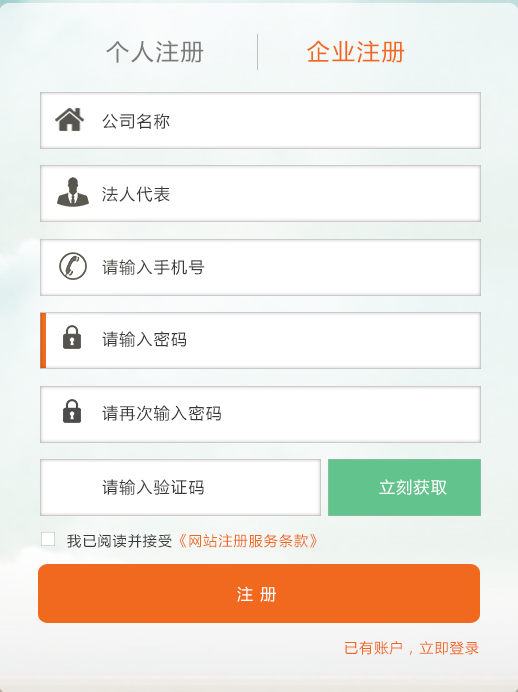 个人注册 企业注册
公司名称
法人代表
请输入手机号
请输入密码
请再次输入密码
请输入验证码 立刻获取
我已阅读并接受《网站注册服务条款》
注 册
已有账户，立即登录